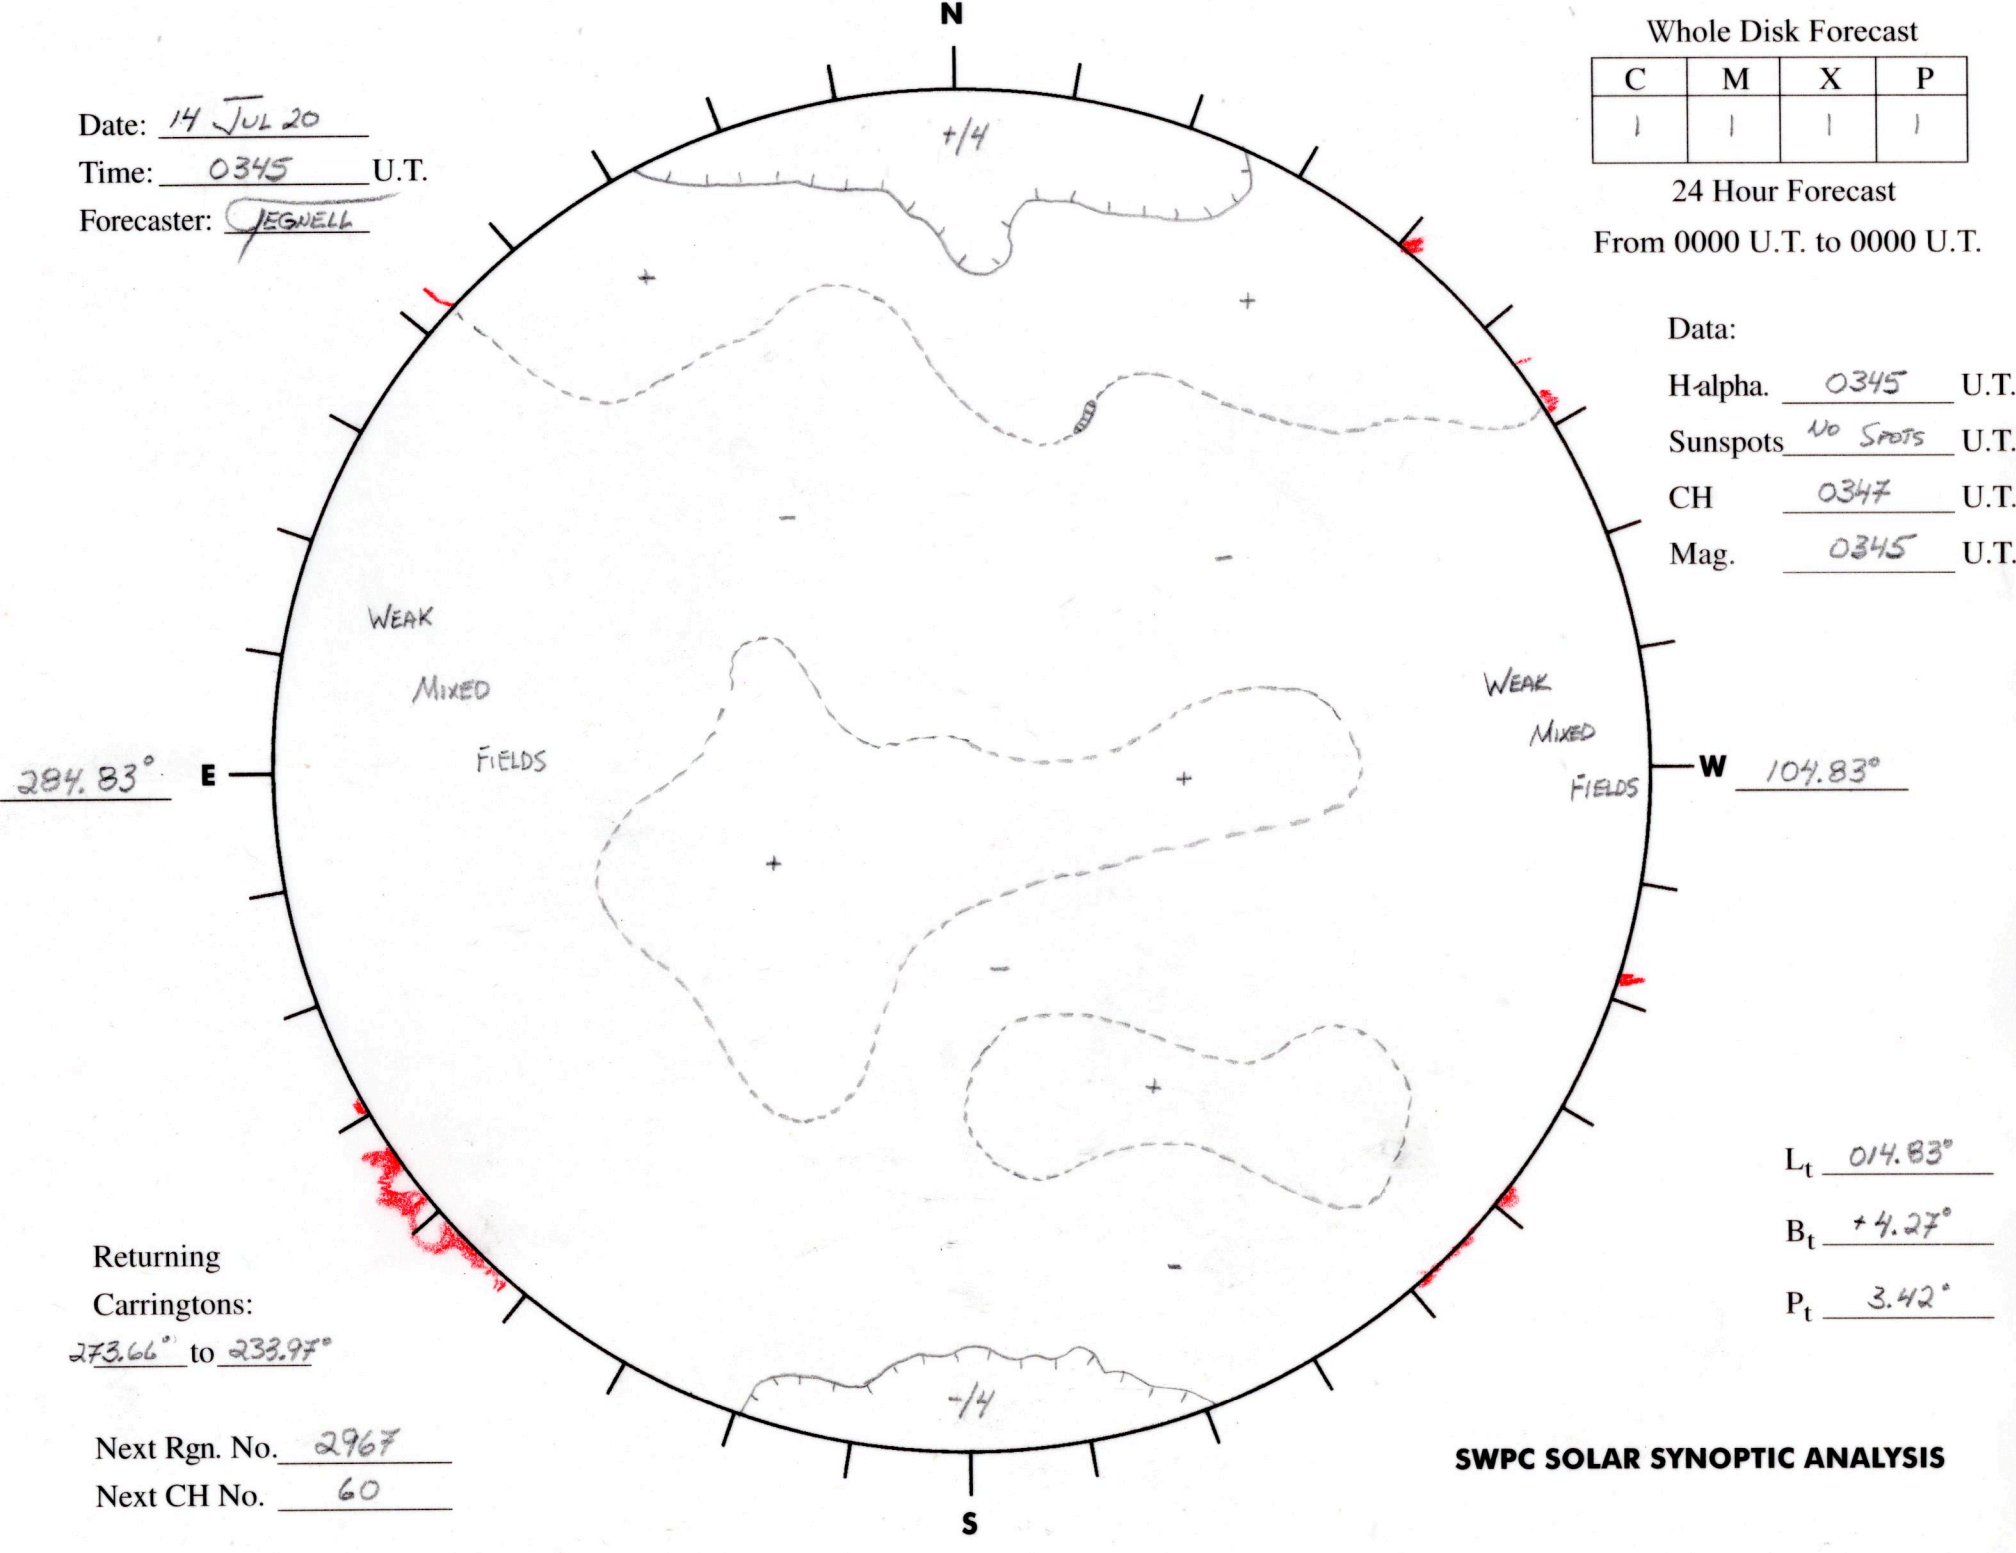 N
Date: 14 JUL 20
Time: 0345 U.T.
Forecaster: JEGNELL
Whole Disk Forecast
C M X P
1 1 1 1
24 Hour Forecast
From 0000 U.T. to 0000 U.T.
Data:
H-alpha. 0345 U.T.
Sunspots NO SPOTS U.T.
CH 0347 U.T.
Mag. 0345 U.T.
+/4
+
+
-
-
WEAK
MIXED
FIELDS
WEAK
MIXED
FIELDS
284.83° E
W 104.83°
+
+
-
+
-
-/4
Lt 014.83°
Bt +4.27°
Pt 3.42°
Returning
Carringtons:
273.66° to 233.97°
Next Rgn. No. 2967
Next CH No. 60
S
SWPC SOLAR SYNOPTIC ANALYSIS